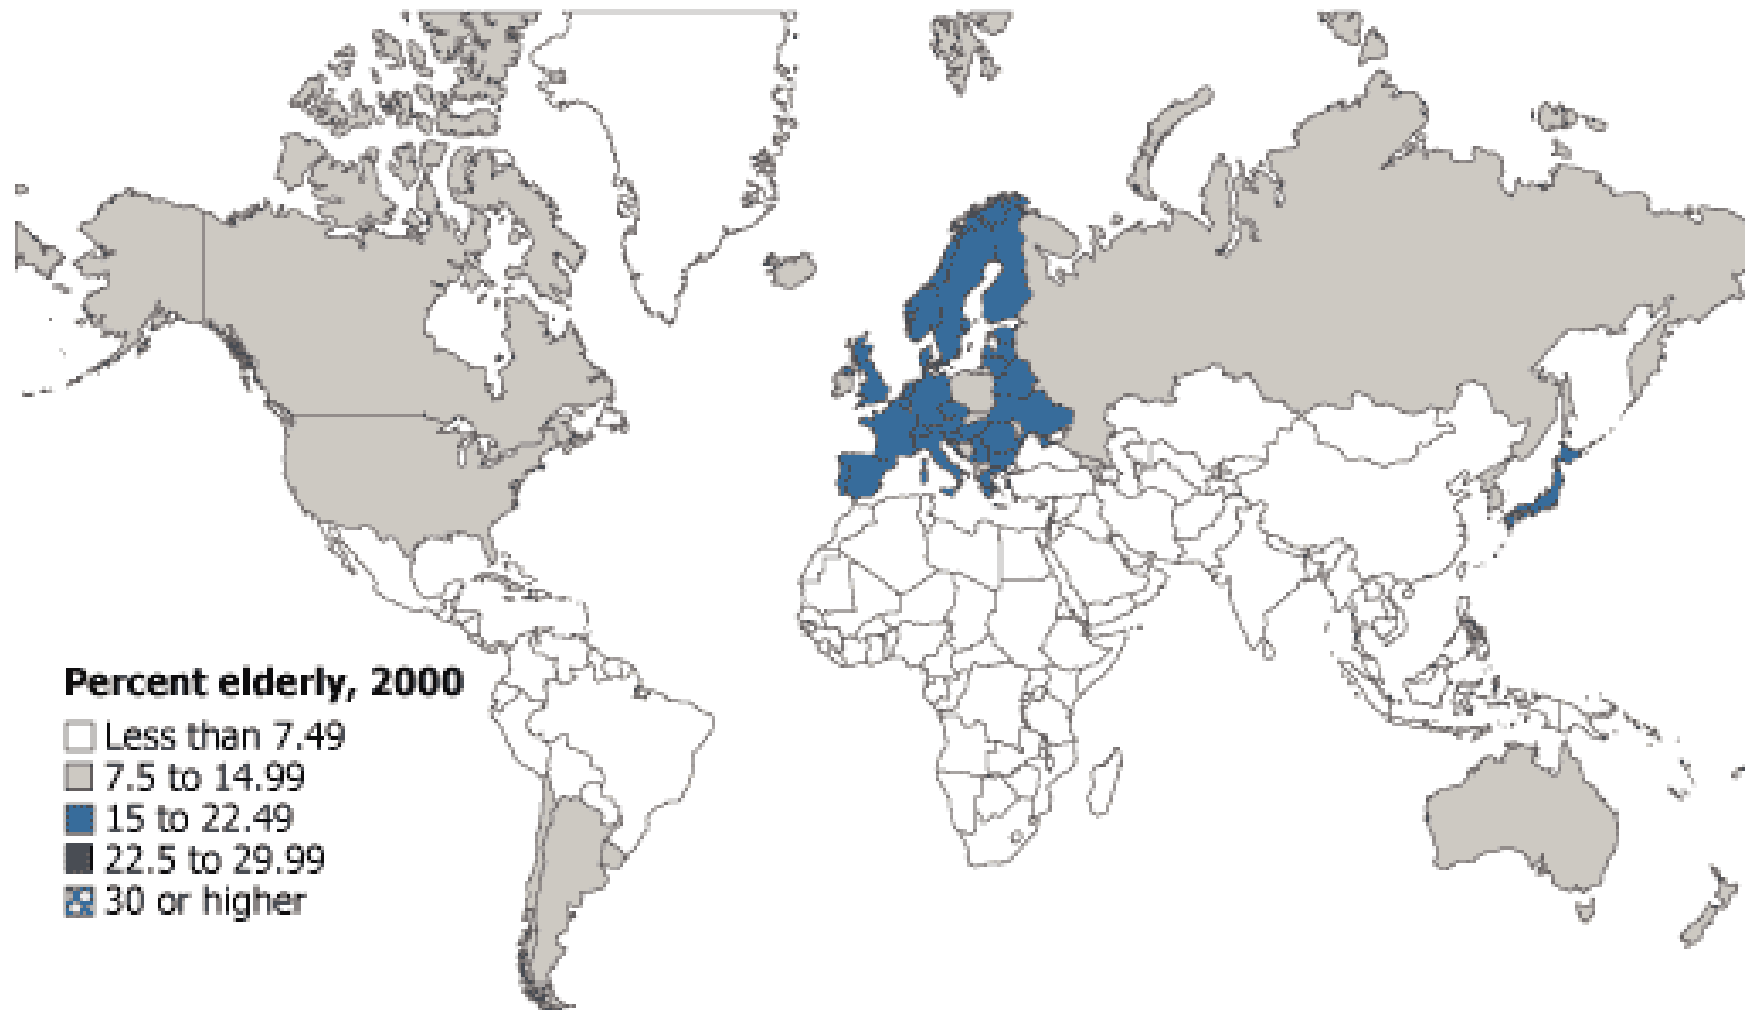 Percent elderly, 2000
Less than 7.49
7.5 to 14.99
15 to 22.49
22.5 to 29.99
30 or higher